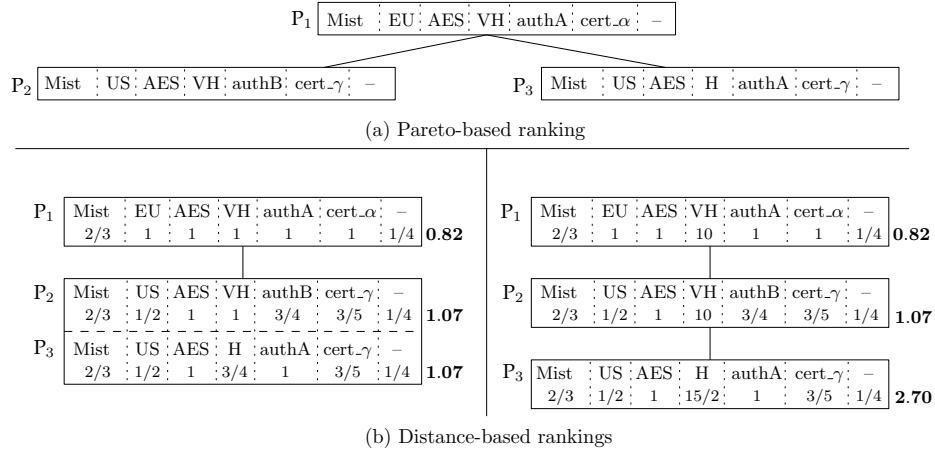 P1 Mist EU AES VH authA cert_α –
P2 Mist US AES VH authB cert_γ –
P3 Mist US AES H authA cert_γ –
(a) Pareto-based ranking
P1 Mist EU AES VH authA cert_α –
2/3 1 1 1 1 1 1/4 0.82
P2 Mist US AES VH authB cert_γ –
2/3 1/2 1 1 3/4 3/5 1/4 1.07
P3 Mist US AES H authA cert_γ –
2/3 1/2 1 3/4 1 3/5 1/4 1.07
P1 Mist EU AES VH authA cert_α –
2/3 1 1 10 1 1 1/4 0.82
P2 Mist US AES VH authB cert_γ –
2/3 1/2 1 10 3/4 3/5 1/4 1.07
P3 Mist US AES H authA cert_γ –
2/3 1/2 1 15/2 1 3/5 1/4 2.70
(b) Distance-based rankings